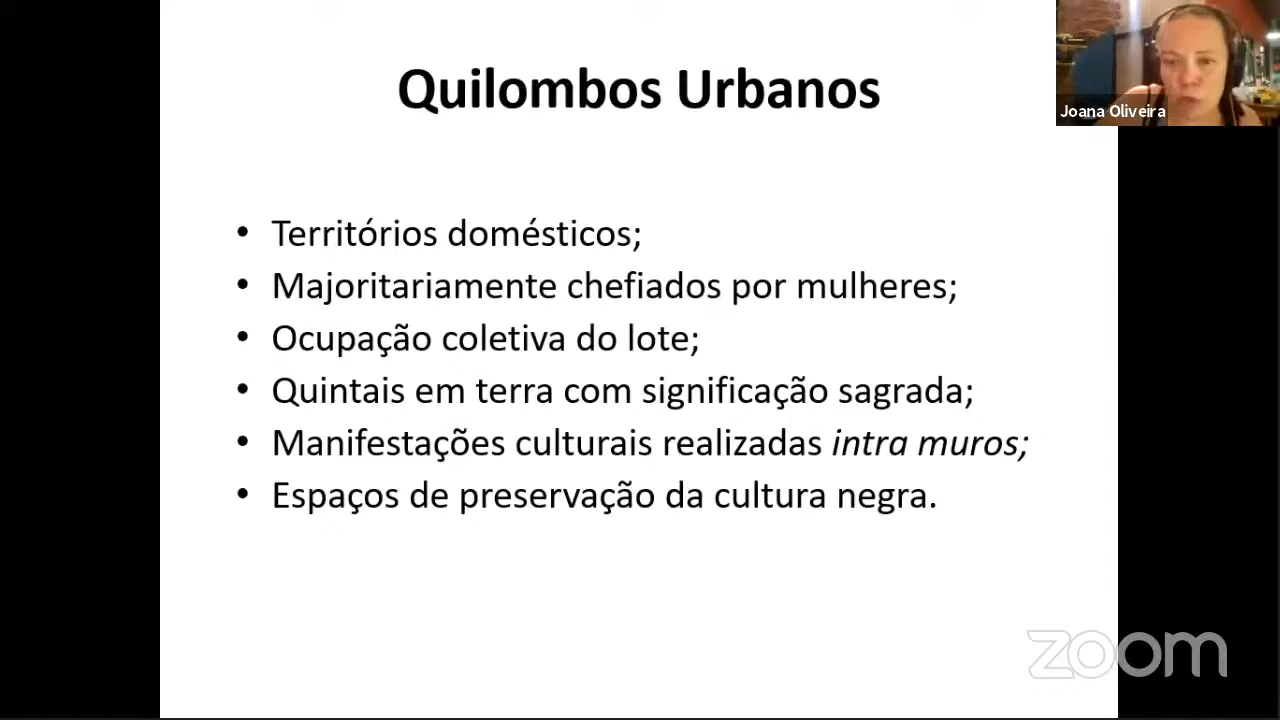 Quilombos Urbanos
Joana Oliveira
• Territórios domésticos;
• Majoritariamente chefiados por mulheres;
• Ocupação coletiva do lote;
• Quintais em terra com significação sagrada;
• Manifestações culturais realizadas intra muros;
• Espaços de preservação da cultura negra.
zoom